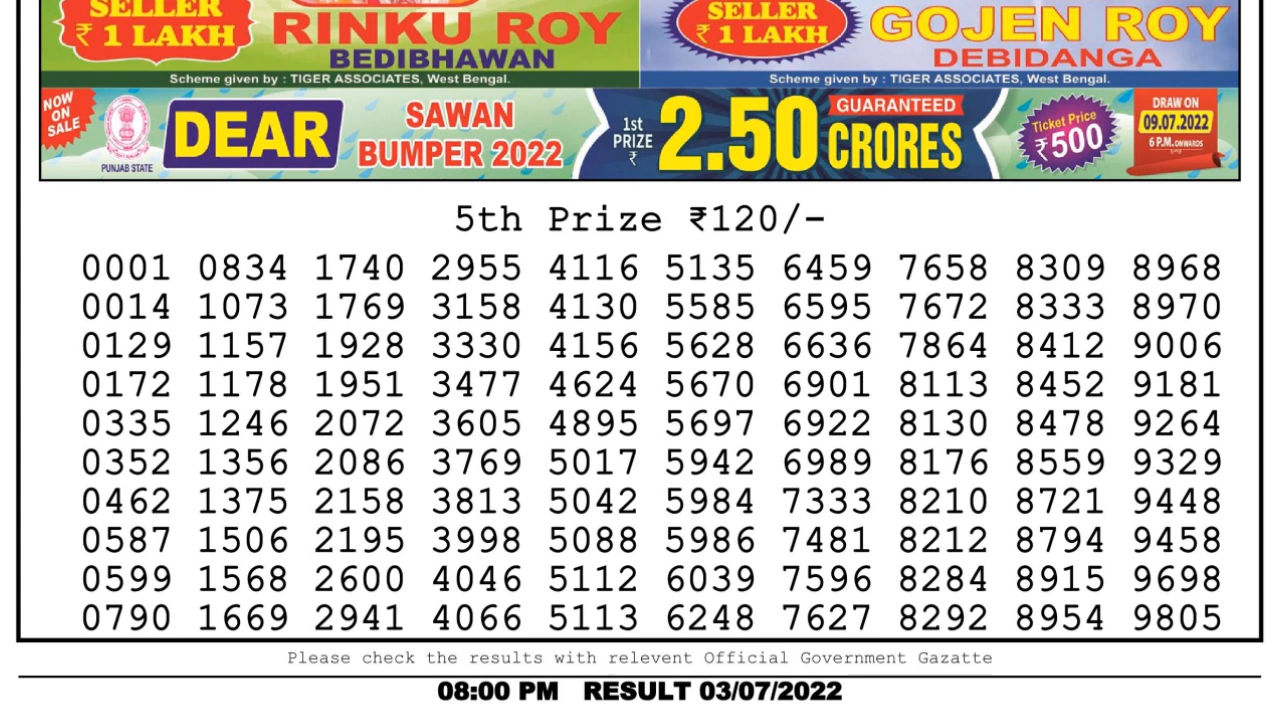 SELLER
₹ 1 LAKH
RINKU ROY
BEDIBHAWAN
Scheme given by : TIGER ASSOCIATES, West Bengal.
SELLER
₹ 1 LAKH
GOJEN ROY
DEBIDANGA
Scheme given by : TIGER ASSOCIATES, West Bengal.
NOW
ON
SALE
PUNJAB STATE
DEAR
SAWAN
BUMPER 2022
1st
PRIZE
₹
2.50
GUARANTEED
CRORES
Ticket Price
₹500
DRAW ON
09.07.2022
6 P.M. ONWARDS
5th Prize ₹120/-
0001 0834 1740 2955 4116 5135 6459 7658 8309 8968
0014 1073 1769 3158 4130 5585 6595 7672 8333 8970
0129 1157 1928 3330 4156 5628 6636 7864 8412 9006
0172 1178 1951 3477 4624 5670 6901 8113 8452 9181
0335 1246 2072 3605 4895 5697 6922 8130 8478 9264
0352 1356 2086 3769 5017 5942 6989 8176 8559 9329
0462 1375 2158 3813 5042 5984 7333 8210 8721 9448
0587 1506 2195 3998 5088 5986 7481 8212 8794 9458
0599 1568 2600 4046 5112 6039 7596 8284 8915 9698
0790 1669 2941 4066 5113 6248 7627 8292 8954 9805
Please check the results with relevent Official Government Gazatte
08:00 PM RESULT 03/07/2022